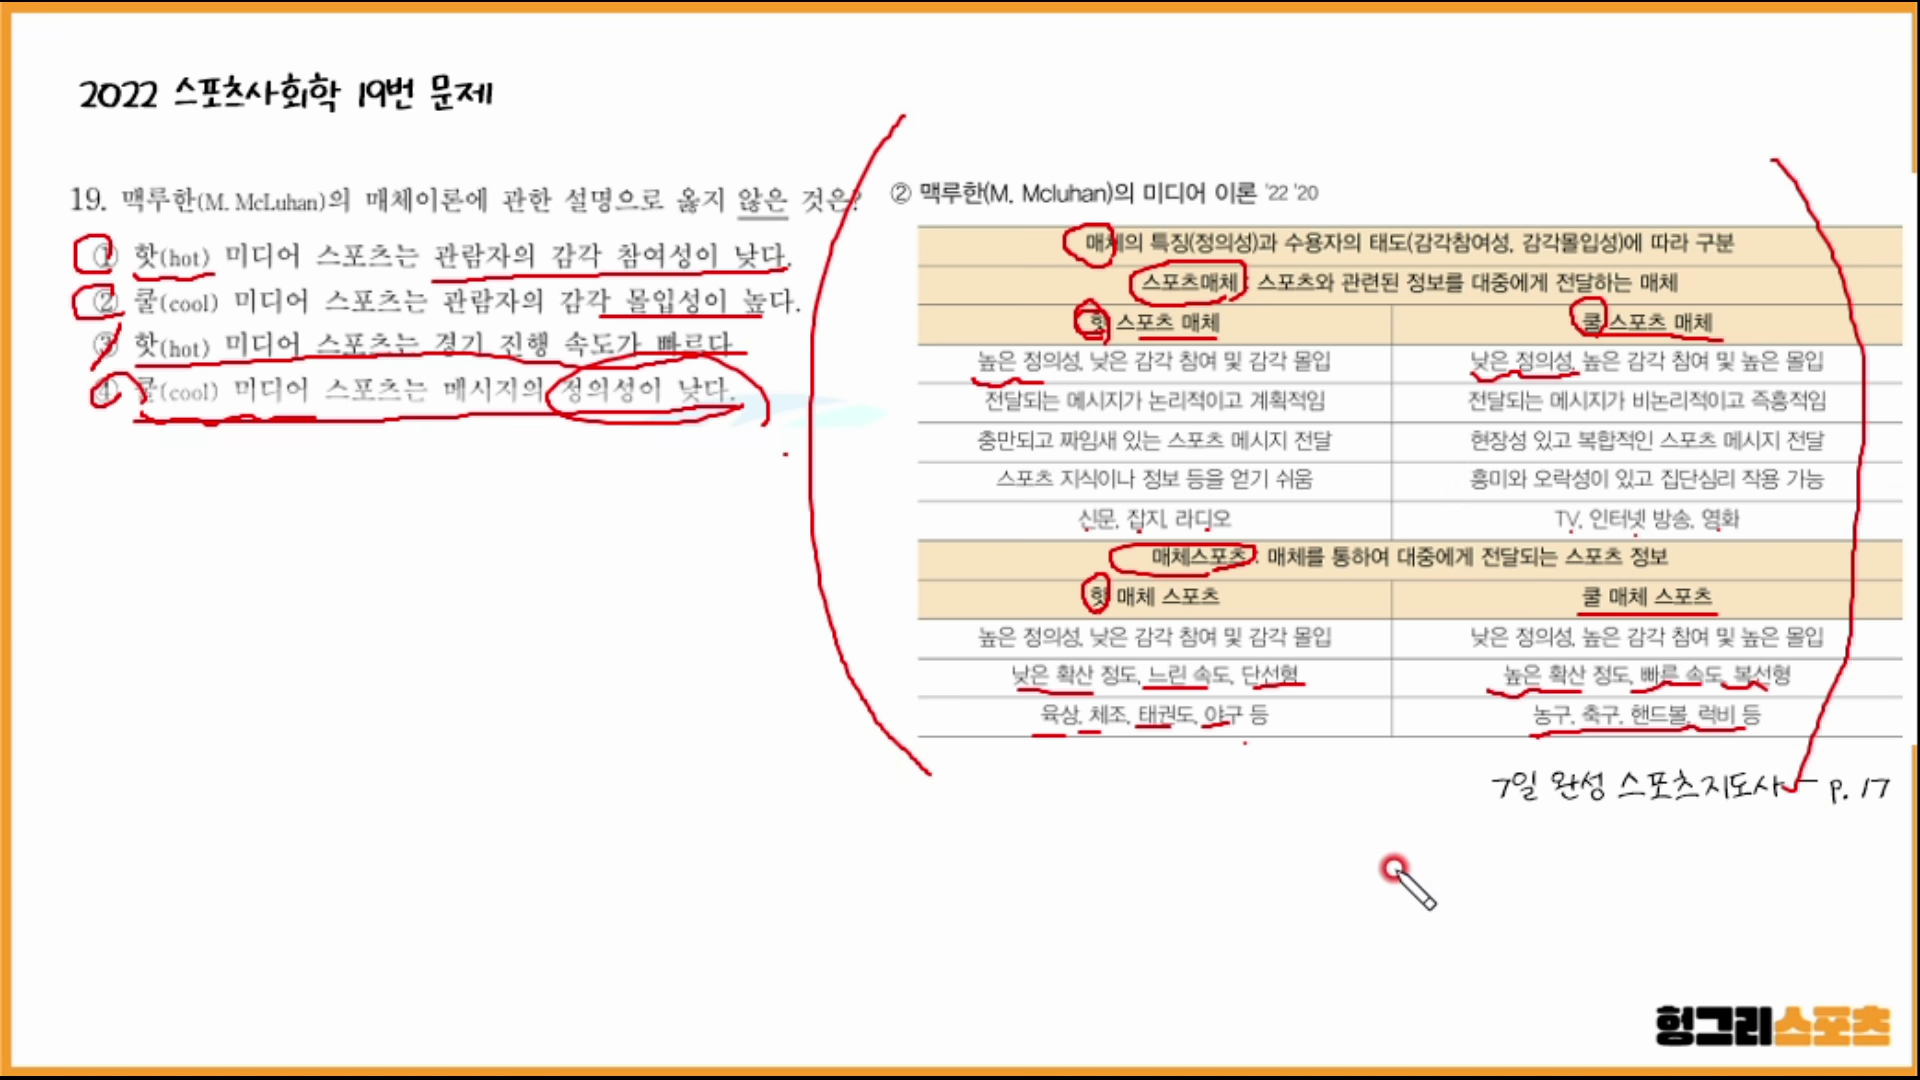 2022 스포츠사회학 19번 문제
19. 맥루한(M. McLuhan)의 매체이론에 관한 설명으로 옳지 않은 것은?
① 핫(hot) 미디어 스포츠는 관람자의 감각 참여성이 낮다.
② 쿨(cool) 미디어 스포츠는 관람자의 감각 몰입성이 높다.
③ 핫(hot) 미디어 스포츠는 경기 진행 속도가 빠르다.
④ 쿨(cool) 미디어 스포츠는 메시지의 정의성이 낮다.
② 맥루한(M. Mcluhan)의 미디어 이론 '22 '20
매체의 특징(정의성)과 수용자의 태도(감각참여성, 감각몰입성)에 따라 구분
스포츠매체 : 스포츠와 관련된 정보를 대중에게 전달하는 매체
핫 스포츠 매체 쿨 스포츠 매체
높은 정의성, 낮은 감각 참여 및 감각 몰입 낮은 정의성, 높은 감각 참여 및 높은 몰입
전달되는 메시지가 논리적이고 계획적임 전달되는 메시지가 비논리적이고 즉흥적임
충만되고 짜임새 있는 스포츠 메시지 전달 현장성 있고 복합적인 스포츠 메시지 전달
스포츠 지식이나 정보 등을 얻기 쉬움 흥미와 오락성이 있고 집단심리 작용 가능
신문, 잡지, 라디오 TV, 인터넷 방송, 영화
매체스포츠 : 매체를 통하여 대중에게 전달되는 스포츠 정보
핫 매체 스포츠 쿨 매체 스포츠
높은 정의성, 낮은 감각 참여 및 감각 몰입 낮은 정의성, 높은 감각 참여 및 높은 몰입
낮은 확산 정도, 느린 속도, 단선형 높은 확산 정도, 빠른 속도, 복선형
육상, 체조, 태권도, 야구 등 농구, 축구, 핸드볼, 럭비 등
7일 완성 스포츠지도사 - p. 17
헝그리스포츠